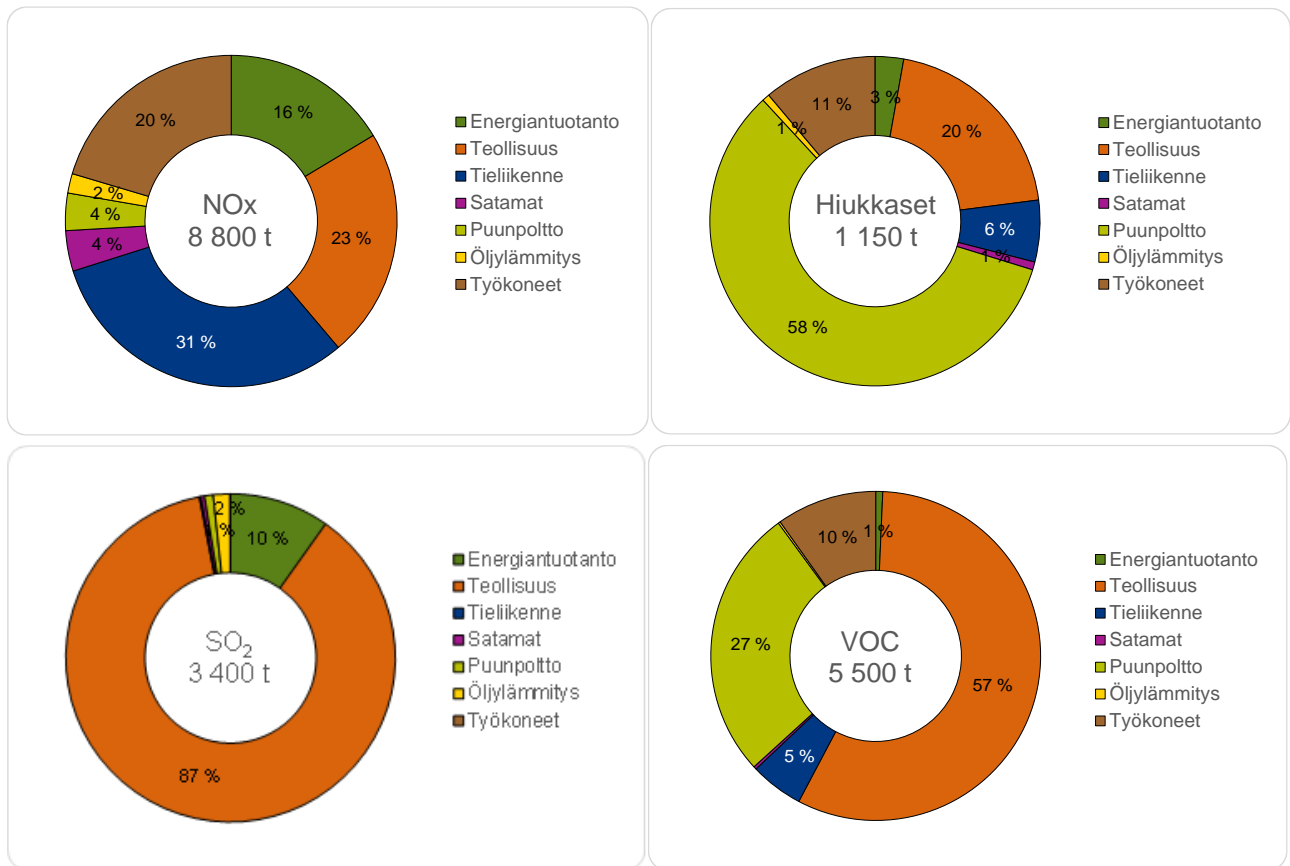 20 %
16 %
2 %
4 %
4 %
23 %
31 %
NOx
8 800 t
Energiantuotanto
Teollisuus
Tieliikenne
Satamat
Puunpoltto
Öljylämmitys
Työkoneet
11 %
3 %
1 %
20 %
6 %
1 %
58 %
Hiukkaset
1 150 t
Energiantuotanto
Teollisuus
Tieliikenne
Satamat
Puunpoltto
Öljylämmitys
Työkoneet
2 %
%
10 %
87 %
SO₂
3 400 t
Energiantuotanto
Teollisuus
Tieliikenne
Satamat
Puunpoltto
Öljylämmitys
Työkoneet
10 %
1 %
27 %
57 %
5 %
VOC
5 500 t
Energiantuotanto
Teollisuus
Tieliikenne
Satamat
Puunpoltto
Öljylämmitys
Työkoneet